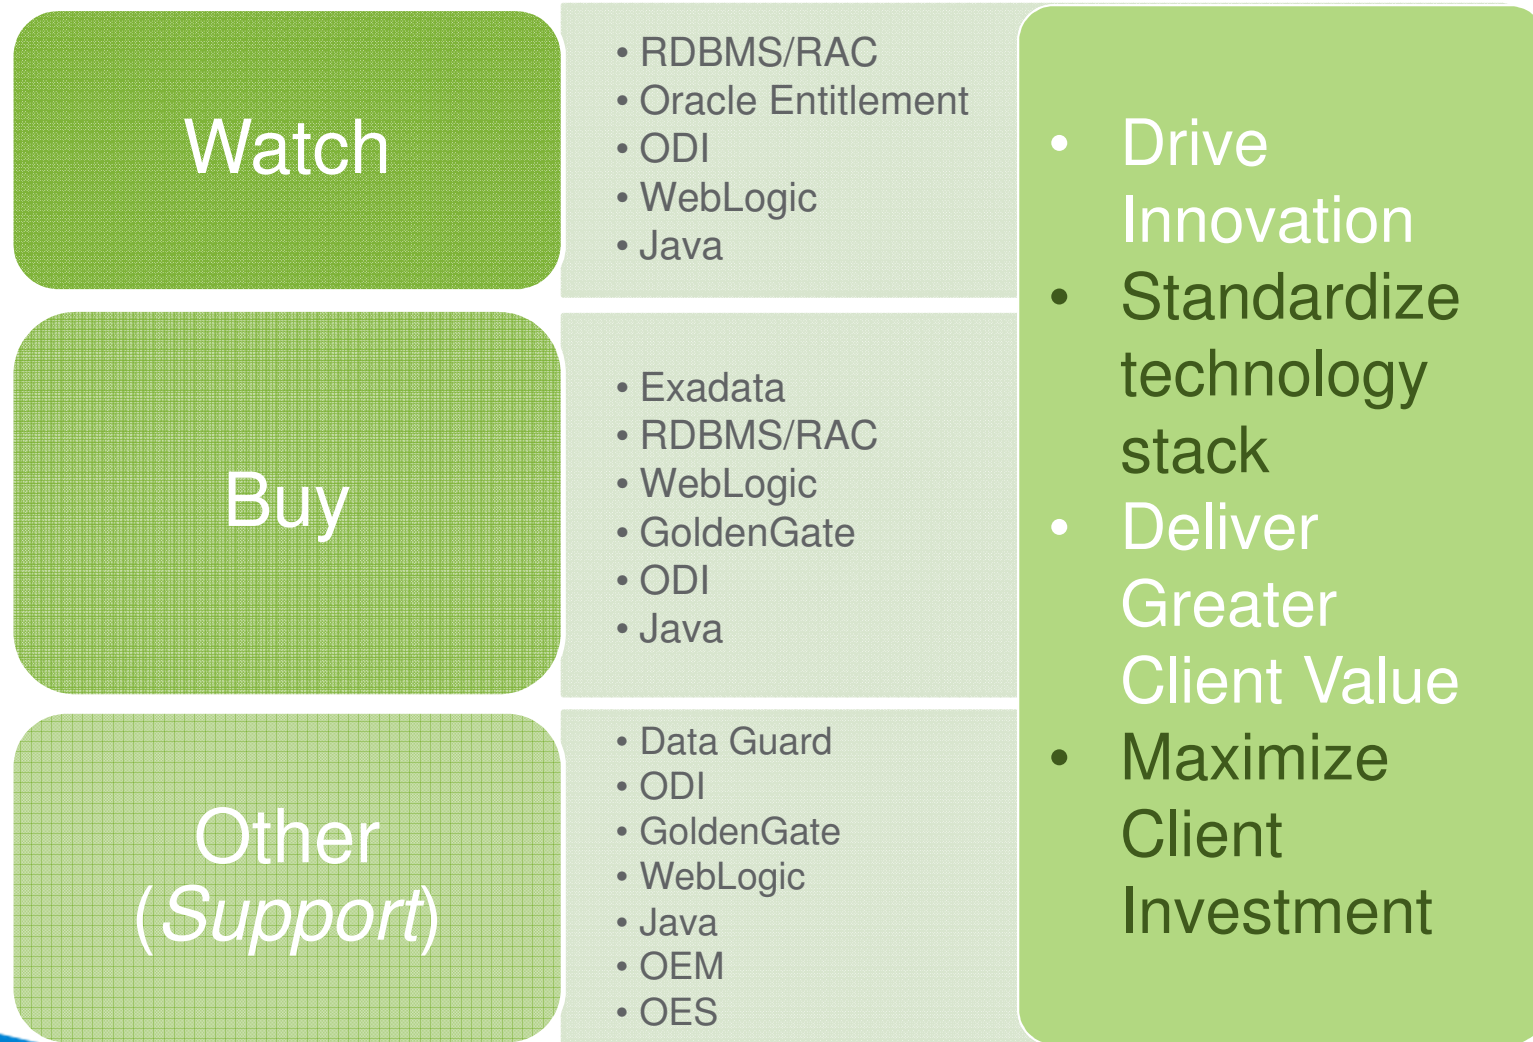 Watch
• RDBMS/RAC
• Oracle Entitlement
• ODI
• WebLogic
• Java
Buy
• Exadata
• RDBMS/RAC
• WebLogic
• GoldenGate
• ODI
• Java
Other
(Support)
• Data Guard
• ODI
• GoldenGate
• WebLogic
• Java
• OEM
• OES
• Drive
Innovation
• Standardize
technology
stack
• Deliver
Greater
Client Value
• Maximize
Client
Investment